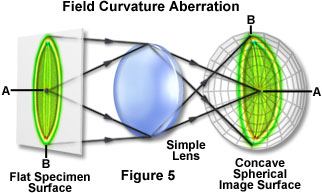 Field Curvature Aberration
B
A
A
B
Simple
Lens
Flat Specimen
Surface
Figure 5
Concave
Spherical
Image Surface